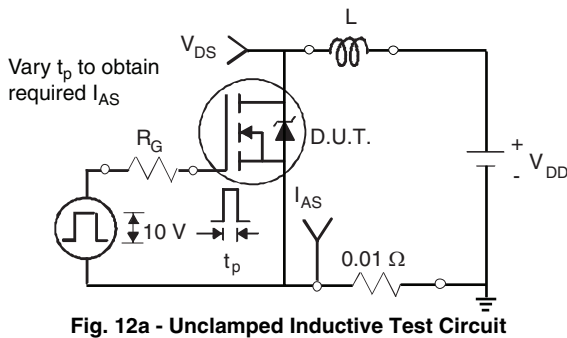 L
V_DS
Vary t_p to obtain
required I_AS
R_G
D.U.T.
+
V_DD
-
I_AS
10 V
t_p
0.01 Ω
Fig. 12a - Unclamped Inductive Test Circuit